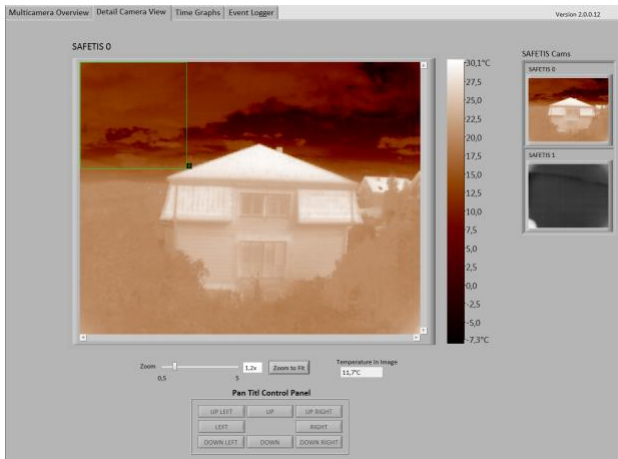 Multicamera Overview Detail Camera View Time Graphs Event Logger
Version 2.0.0.12
SAFETIS 0
SAFETIS Cams
SAFETIS 0
SAFETIS 1
30,1°C
27,5
25,0
22,5
20,0
17,5
15,0
12,5
10,0
7,5
5,0
2,5
0,0
-2,5
-5,0
-7,3°C
Zoom
0,5
5
1,2x
Zoom to Fit
Temperature in Image
11,7°C
Pan Titl Control Panel
UP LEFT UP UP RIGHT
LEFT RIGHT
DOWN LEFT DOWN DOWN RIGHT